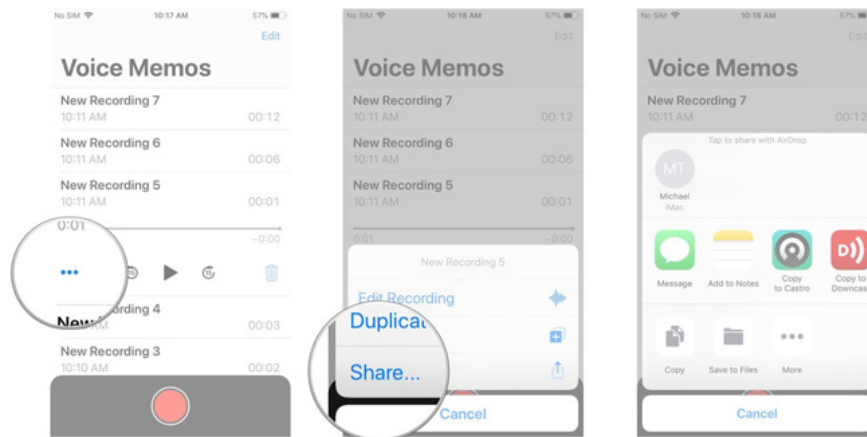 No SIM 10:17 AM 57%
Edit
Voice Memos
New Recording 7
10:11 AM 00:12
New Recording 6
10:11 AM 00:06
New Recording 5
10:11 AM 00:01
0:01
-0:00
•••
15 15
New
ording 4
AM 00:03
New Recording 3
10:10 AM 00:02
No SIM 10:18 AM 57%
Edit
Voice Memos
New Recording 7
10:11 AM 00:12
New Recording 6
10:11 AM 00:06
New Recording 5
10:11 AM 00:01
0:01 -0:00
New Recording 5
Edit Recording
Duplicat
Share...
Cancel
No SIM 10:18 AM 57%
Edit
Voice Memos
New Recording 7
10:11 AM 00:12
Tap to share with AirDrop
MT
Michael
iMac
D))
Message Add to Notes Copy to Castro Copy to Downcas
Copy Save to Files More
Cancel